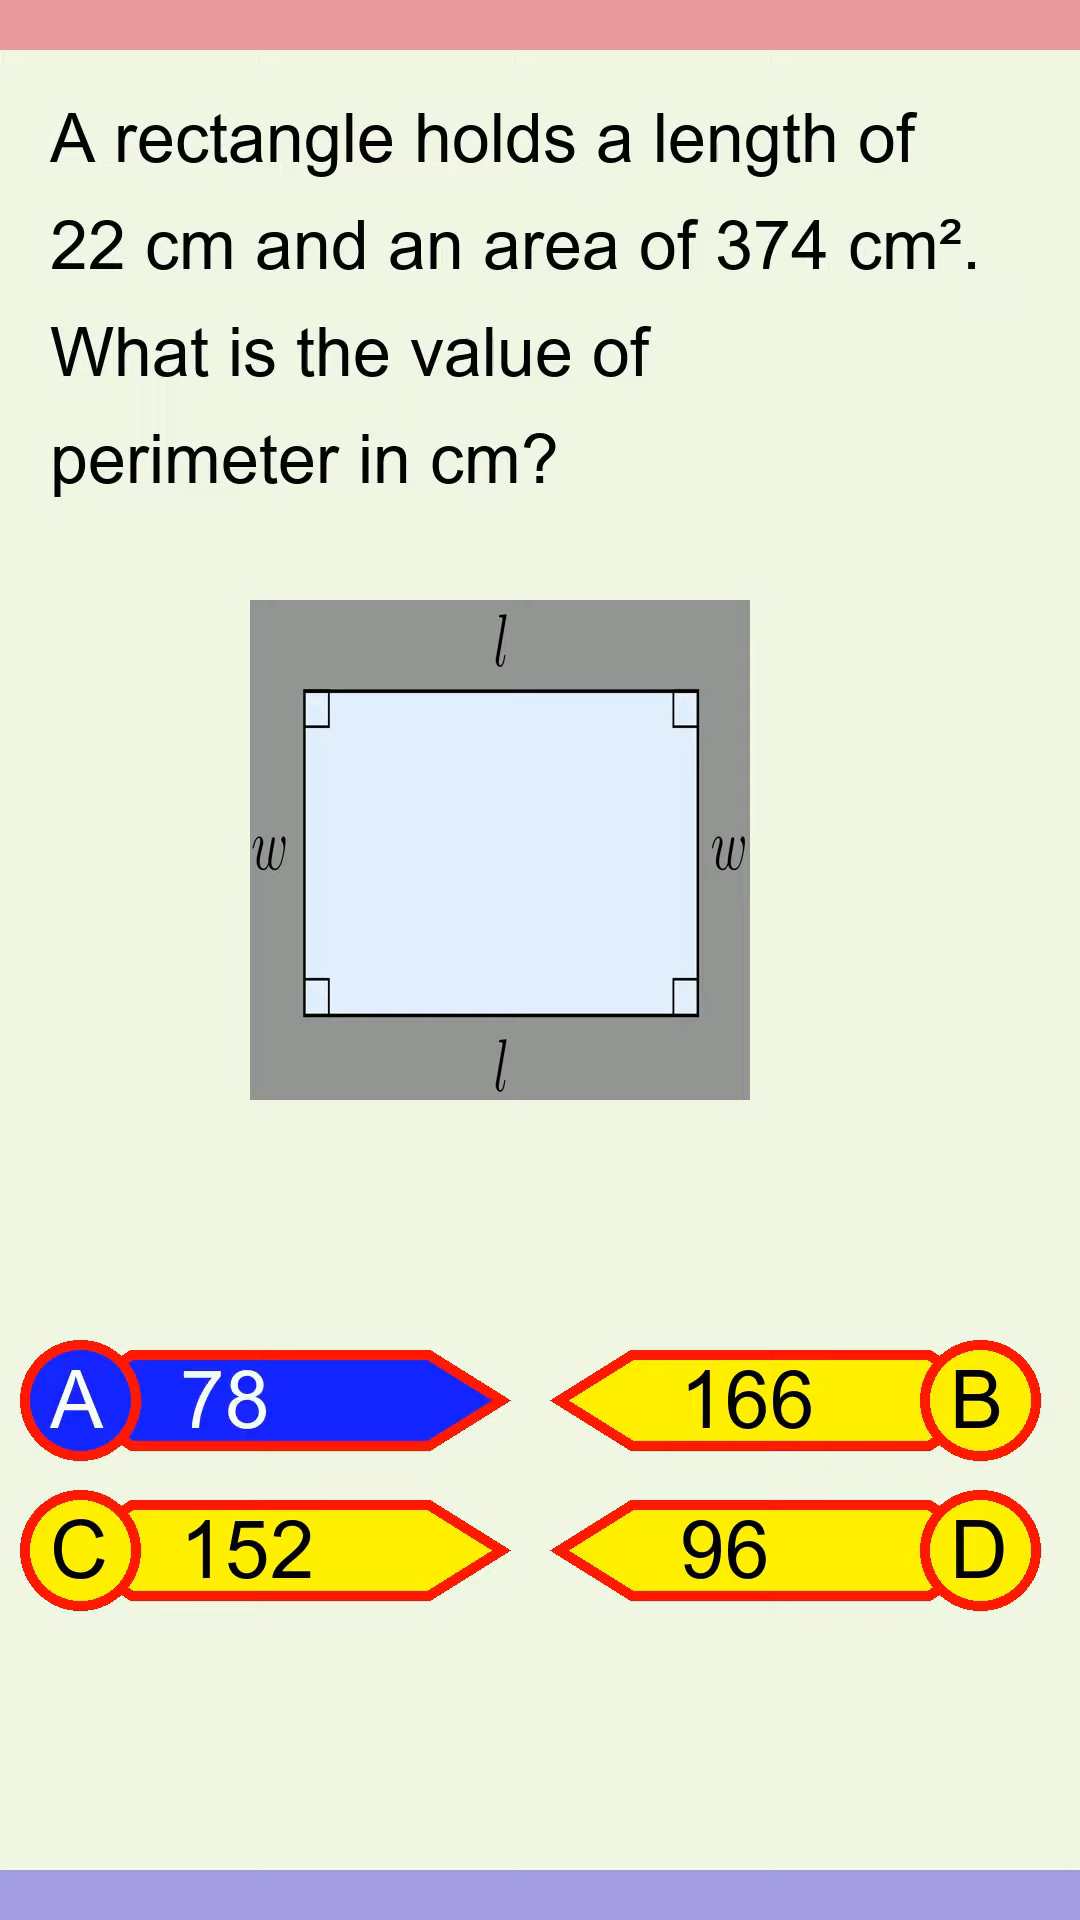 A rectangle holds a length of
22 cm and an area of 374 cm².
What is the value of
perimeter in cm?
l
w w
l
A 78 166 B
C 152 96 D